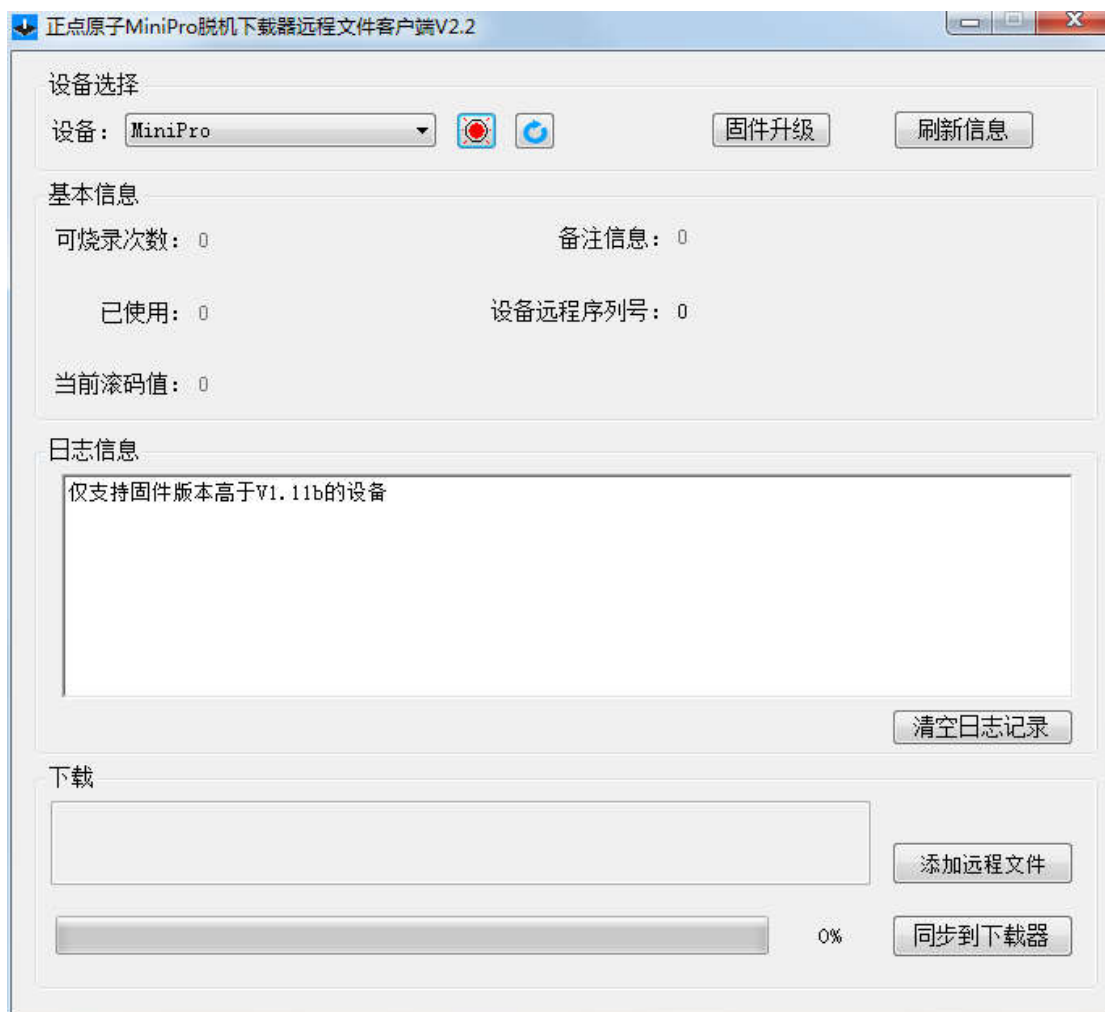 正点原子MiniPro脱机下载器远程文件客户端V2.2
设备选择
设备： MiniPro 固件升级 刷新信息
基本信息
可烧录次数： 0 备注信息： 0
已使用： 0 设备远程序列号： 0
当前滚码值： 0
日志信息
仅支持固件版本高于V1.11b的设备
清空日志记录
下载
添加远程文件
0% 同步到下载器